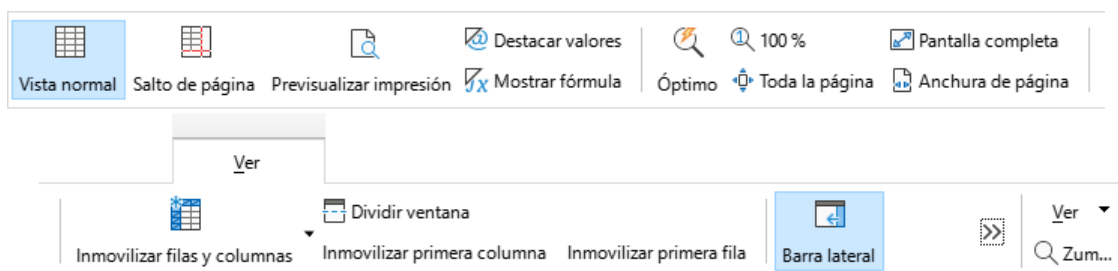 Vista normal
Salto de página
Previsualizar impresión
Destacar valores
Mostrar fórmula
Óptimo
100 %
Toda la página
Pantalla completa
Anchura de página
Ver
Inmovilizar filas y columnas
Dividir ventana
Inmovilizar primera columna
Inmovilizar primera fila
Barra lateral
Ver
Zum...